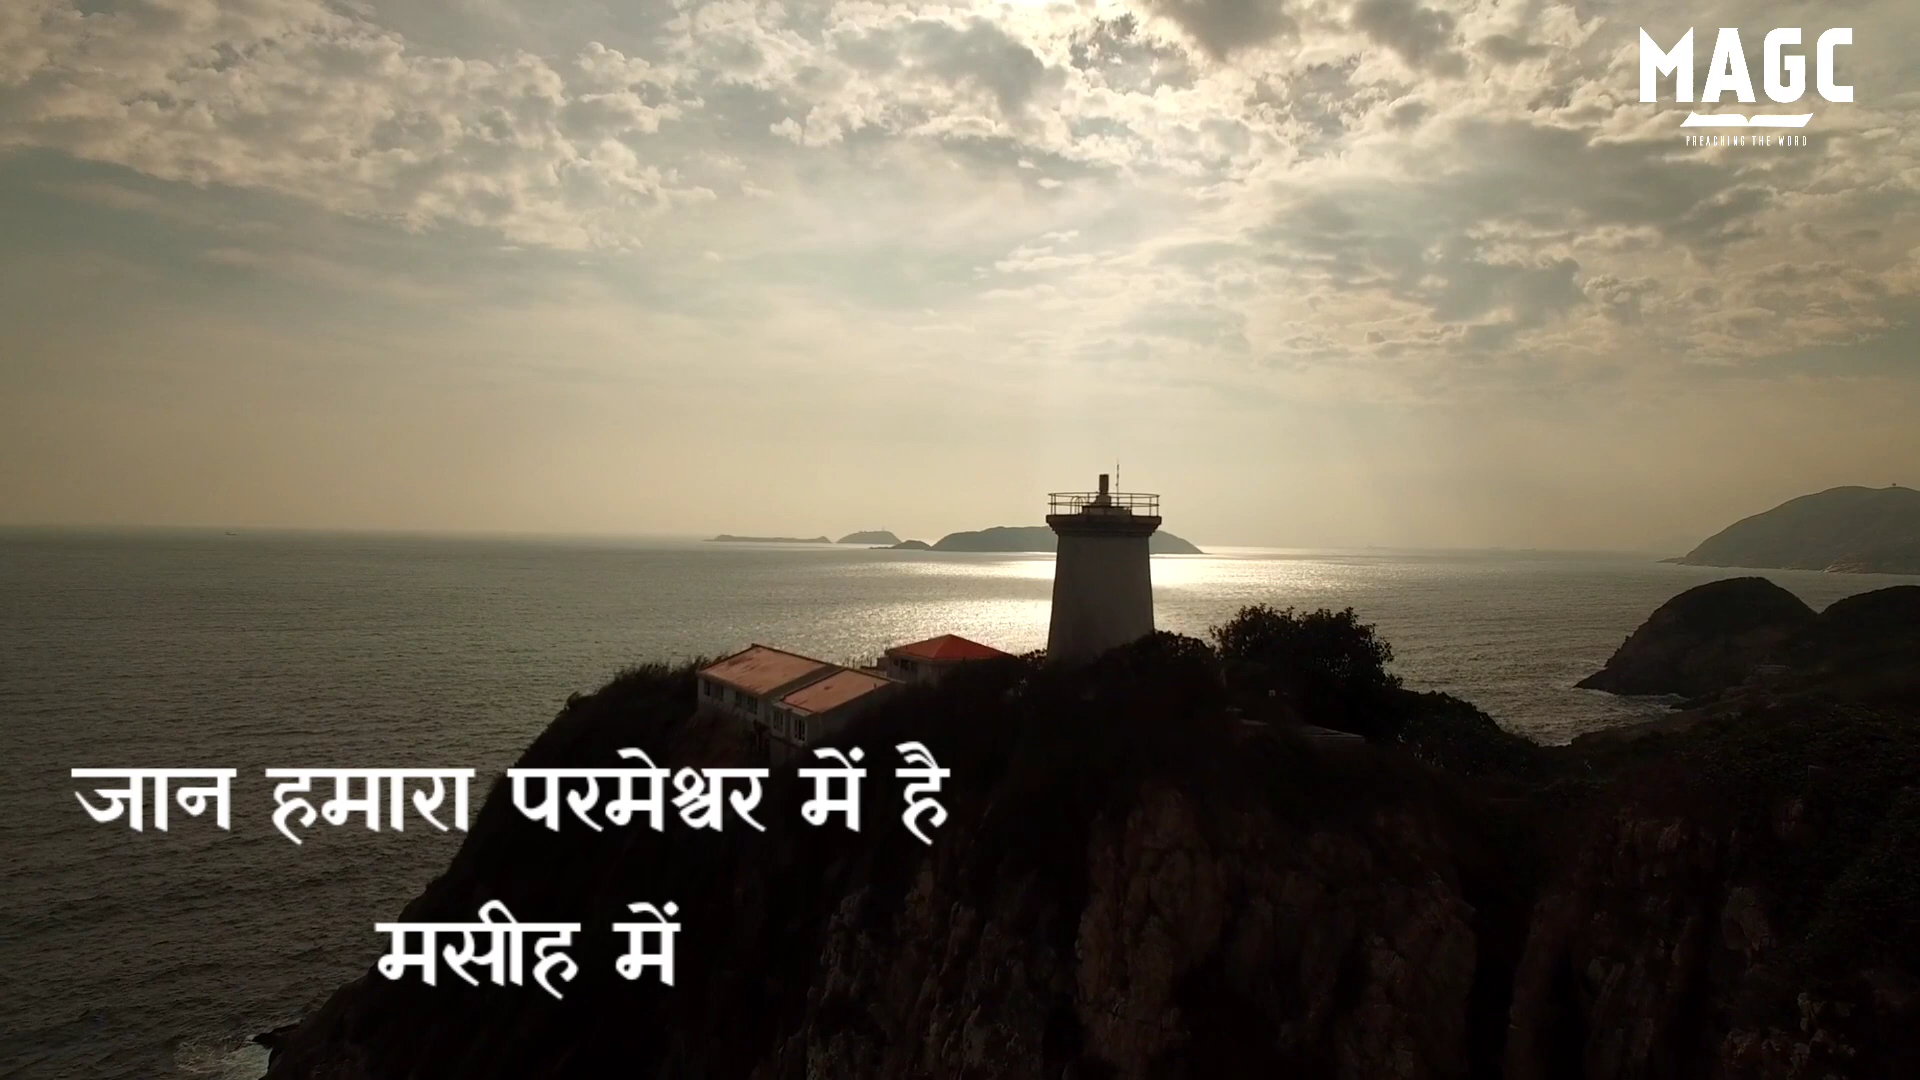 MAGC
PREACHING THE WORD
जान हमारा परमेश्वर में है
मसीह में